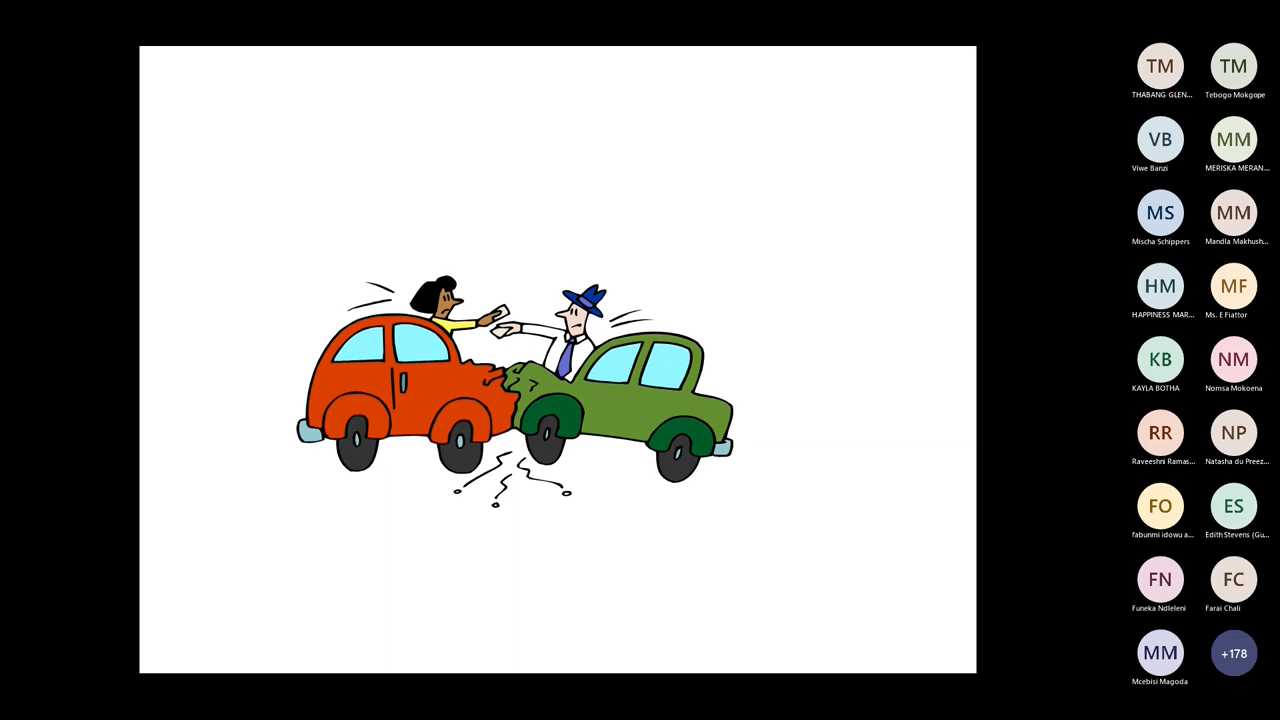 TM TM
THABANG GLEN... Tebogo Mokgope
VB MM
Viwe Banzi MERISKA MERAN...
MS MM
Mischa Schippers Mandla Makhush...
HM MF
HAPPINESS MAR... Ms. E Fiattor
KB NM
KAYLA BOTHA Nomsa Mokoena
RR NP
Raveeshni Ramas... Natasha du Preez...
FO ES
fabunmi idowu a... Edith Stevens (Gu...
FN FC
Funeka Ndleleni Farai Chali
MM +178
Mcebisi Magoda